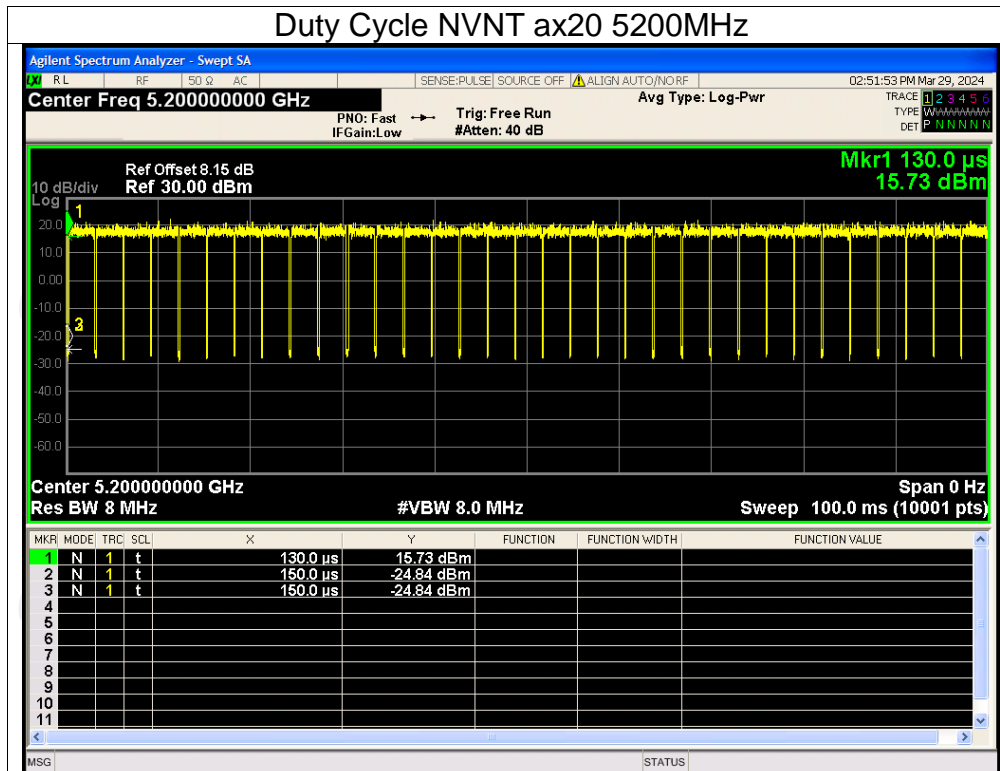 Duty Cycle NVNT ax20 5200MHz
Agilent Spectrum Analyzer - Swept SA
LXI RL RF 50 Ω AC SENSE:PULSE SOURCE OFF ALIGN AUTO/NO RF 02:51:53 PM Mar 29, 2024
Center Freq 5.200000000 GHz Avg Type: Log-Pwr TRACE 1 2 3 4 5 6
PNO: Fast Trig: Free Run TYPE WWWWWW
IFGain:Low #Atten: 40 dB DET P N N N N N
Mkr1 130.0 µs
Ref Offset 8.15 dB
10 dB/div Ref 30.00 dBm 15.73 dBm
Log
1
20.0
10.0
0.00
-10.0
3
-20.0
-30.0
-40.0
-50.0
-60.0
Center 5.200000000 GHz Span 0 Hz
Res BW 8 MHz #VBW 8.0 MHz Sweep 100.0 ms (10001 pts)
MKR MODE TRC SCL X Y FUNCTION FUNCTION WIDTH FUNCTION VALUE
1 N 1 t 130.0 µs 15.73 dBm
2 N 1 t 150.0 µs -24.84 dBm
3 N 1 t 150.0 µs -24.84 dBm
4
5
6
7
8
9
10
11
MSG STATUS